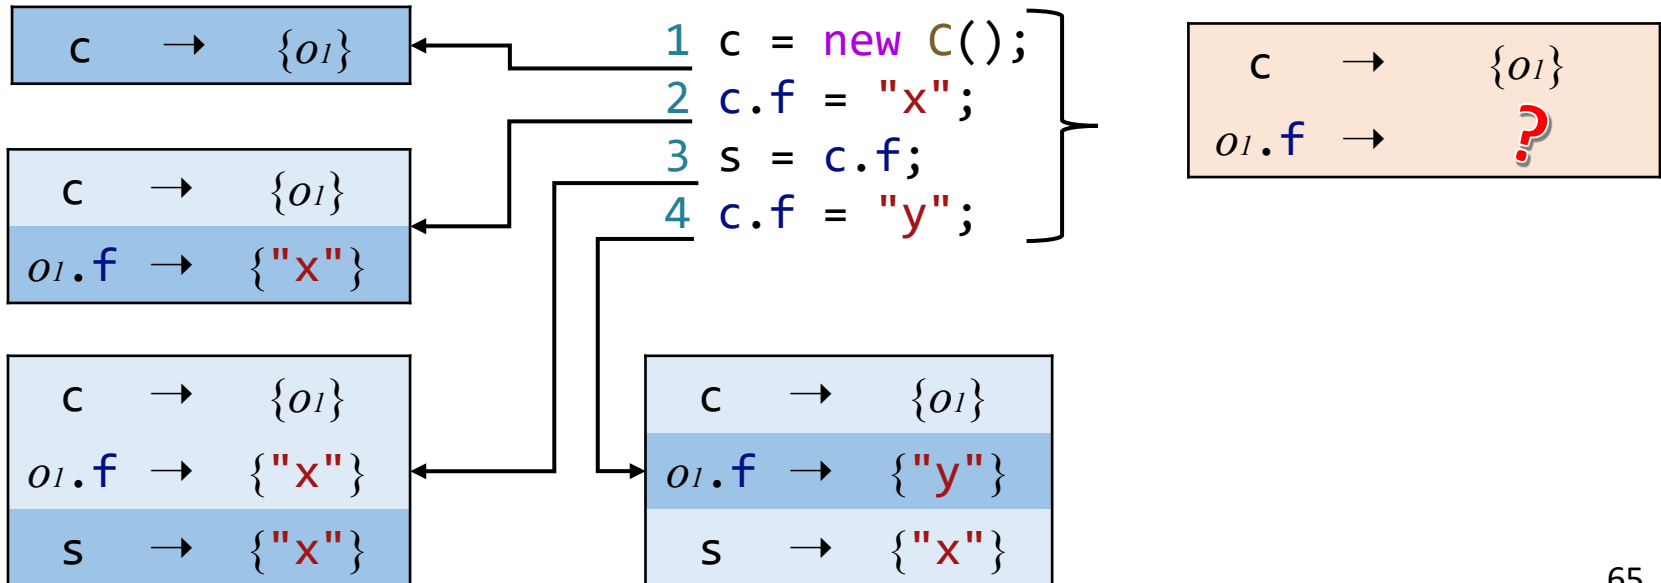 c → {o1}
1 c = new C();
2 c.f = "x";
3 s = c.f;
4 c.f = "y";
c → {o1}
o1.f → ?
c → {o1}
o1.f → {"x"}
c → {o1}
o1.f → {"x"}
s → {"x"}
c → {o1}
o1.f → {"y"}
s → {"x"}
65